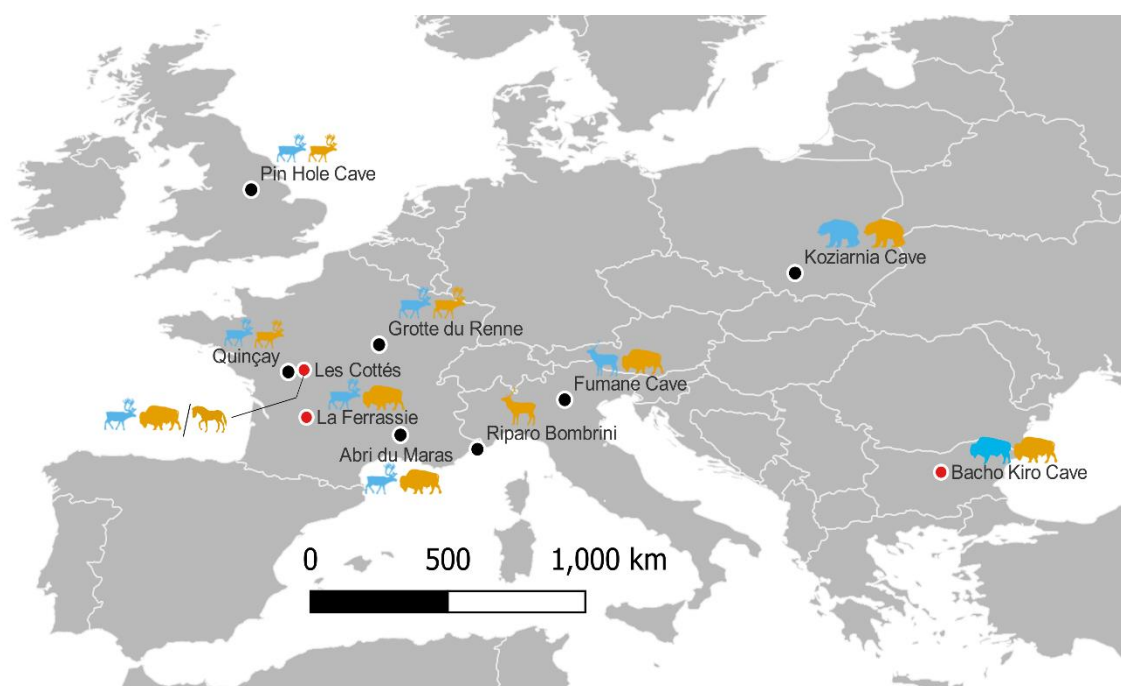 Pin Hole Cave
Koziarnia Cave
Grotte du Renne
Quinçay
Les Cottés
Fumane Cave
La Ferrassie
Riparo Bombrini
Abri du Maras
Bacho Kiro Cave
0 500 1,000 km